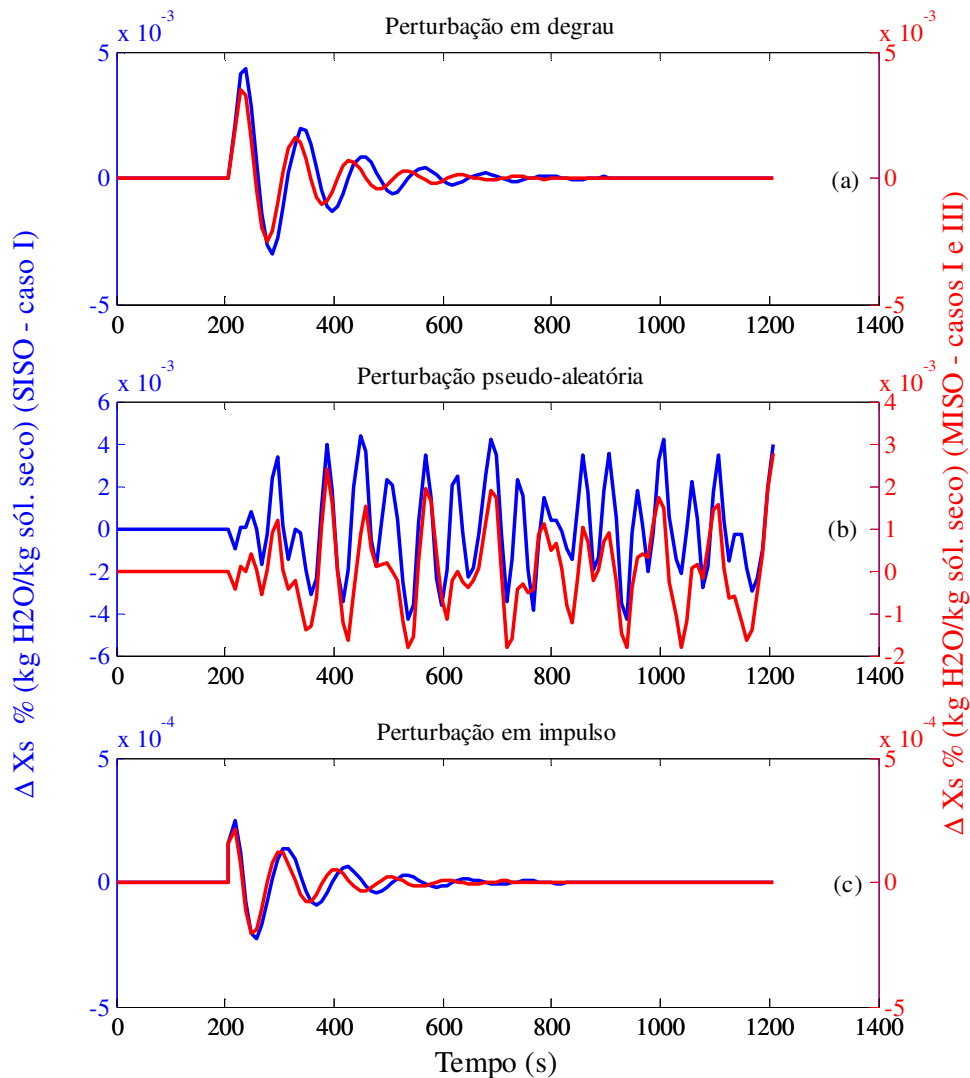 Δ Xs % (kg H2O/kg sól. seco) (SISO - caso I)
Δ Xs % (kg H2O/kg sól. seco) (MISO - casos I e III)
x 10-3
Perturbação em degrau
x 10-3
5
0
-5
5
0
-5
(a)
0 200 400 600 800 1000 1200 1400
x 10-3
Perturbação pseudo-aleatória
x 10-3
6
4
2
0
-2
-4
-6
4
3
2
1
0
-1
-2
(b)
0 200 400 600 800 1000 1200 1400
x 10-4
Perturbação em impulso
x 10-4
5
0
-5
5
0
-5
(c)
0 200 400 600 800 1000 1200 1400
Tempo (s)